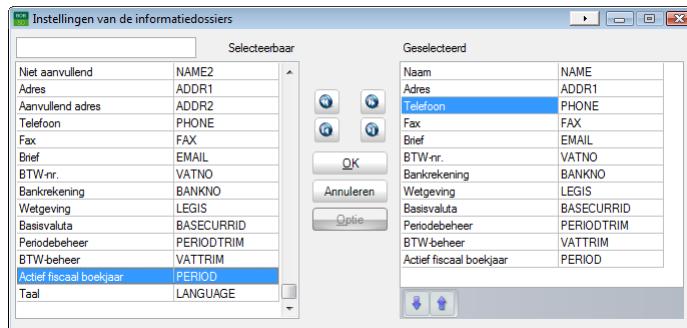 BOB
50
Instellingen van de informatiedossiers
Selecteerbaar
Niet aanvullend NAME2
Adres ADDR1
Aanvullend adres ADDR2
Telefoon PHONE
Fax FAX
Brief EMAIL
BTW-nr. VATNO
Bankrekening BANKNO
Wetgeving LEGIS
Basisvaluta BASECURRID
Periodebeheer PERIODTRIM
BTW-beheer VATTRIM
Actief fiscaal boekjaar PERIOD
Taal LANGUAGE
OK
Annuleren
Optie
Geselecteerd
Naam NAME
Adres ADDR1
Telefoon PHONE
Fax FAX
Brief EMAIL
BTW-nr. VATNO
Bankrekening BANKNO
Wetgeving LEGIS
Basisvaluta BASECURRID
Periodebeheer PERIODTRIM
BTW-beheer VATTRIM
Actief fiscaal boekjaar PERIOD